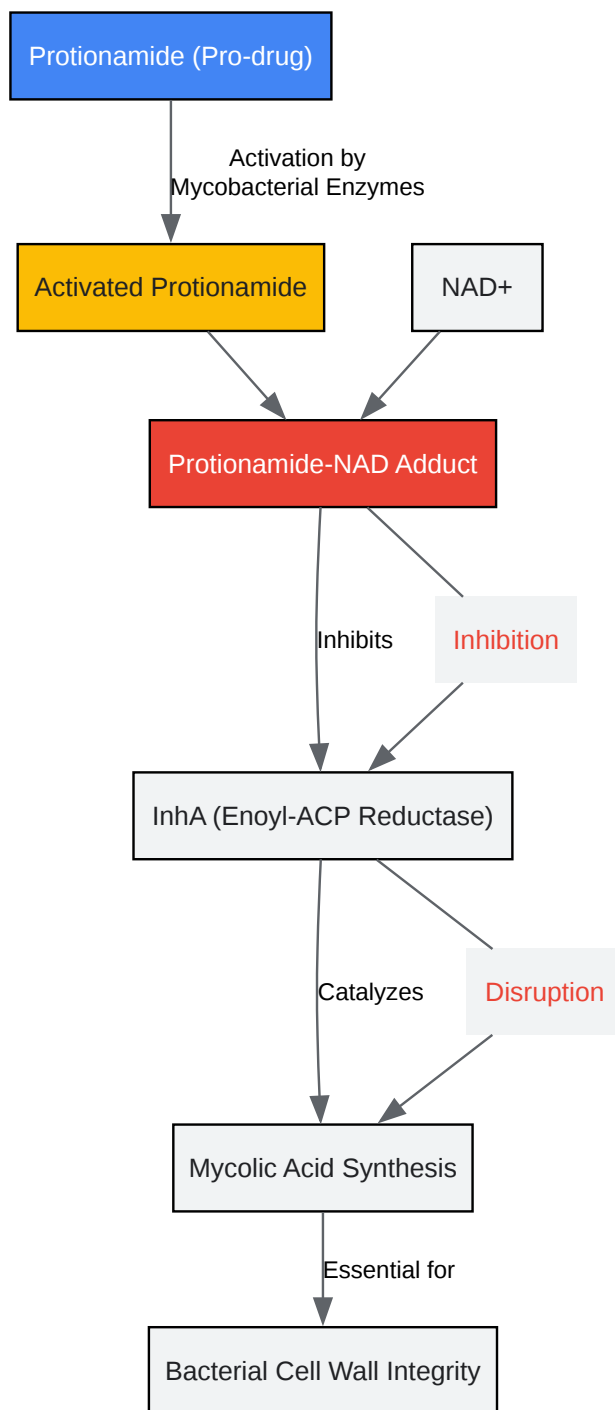 Protionamide (Pro-drug)
Activation by
Mycobacterial Enzymes
Activated Protionamide
NAD+
Protionamide-NAD Adduct
Inhibits
Inhibition
InhA (Enoyl-ACP Reductase)
Catalyzes
Disruption
Mycolic Acid Synthesis
Essential for
Bacterial Cell Wall Integrity